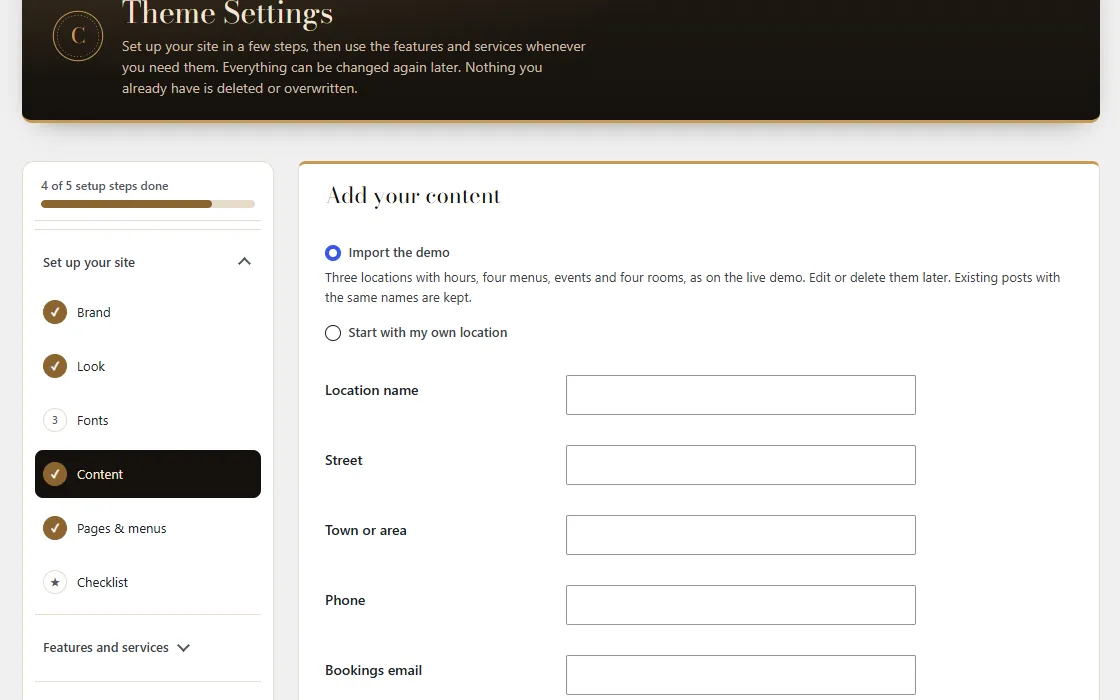 C
Theme Settings
Set up your site in a few steps, then use the features and services whenever
you need them. Everything can be changed again later. Nothing you
already have is deleted or overwritten.
4 of 5 setup steps done
Set up your site
Brand
Look
3 Fonts
Content
Pages & menus
Checklist
Features and services
Add your content
Import the demo
Three locations with hours, four menus, events and four rooms, as on the live demo. Edit or delete them later. Existing posts with
the same names are kept.
Start with my own location
Location name
Street
Town or area
Phone
Bookings email